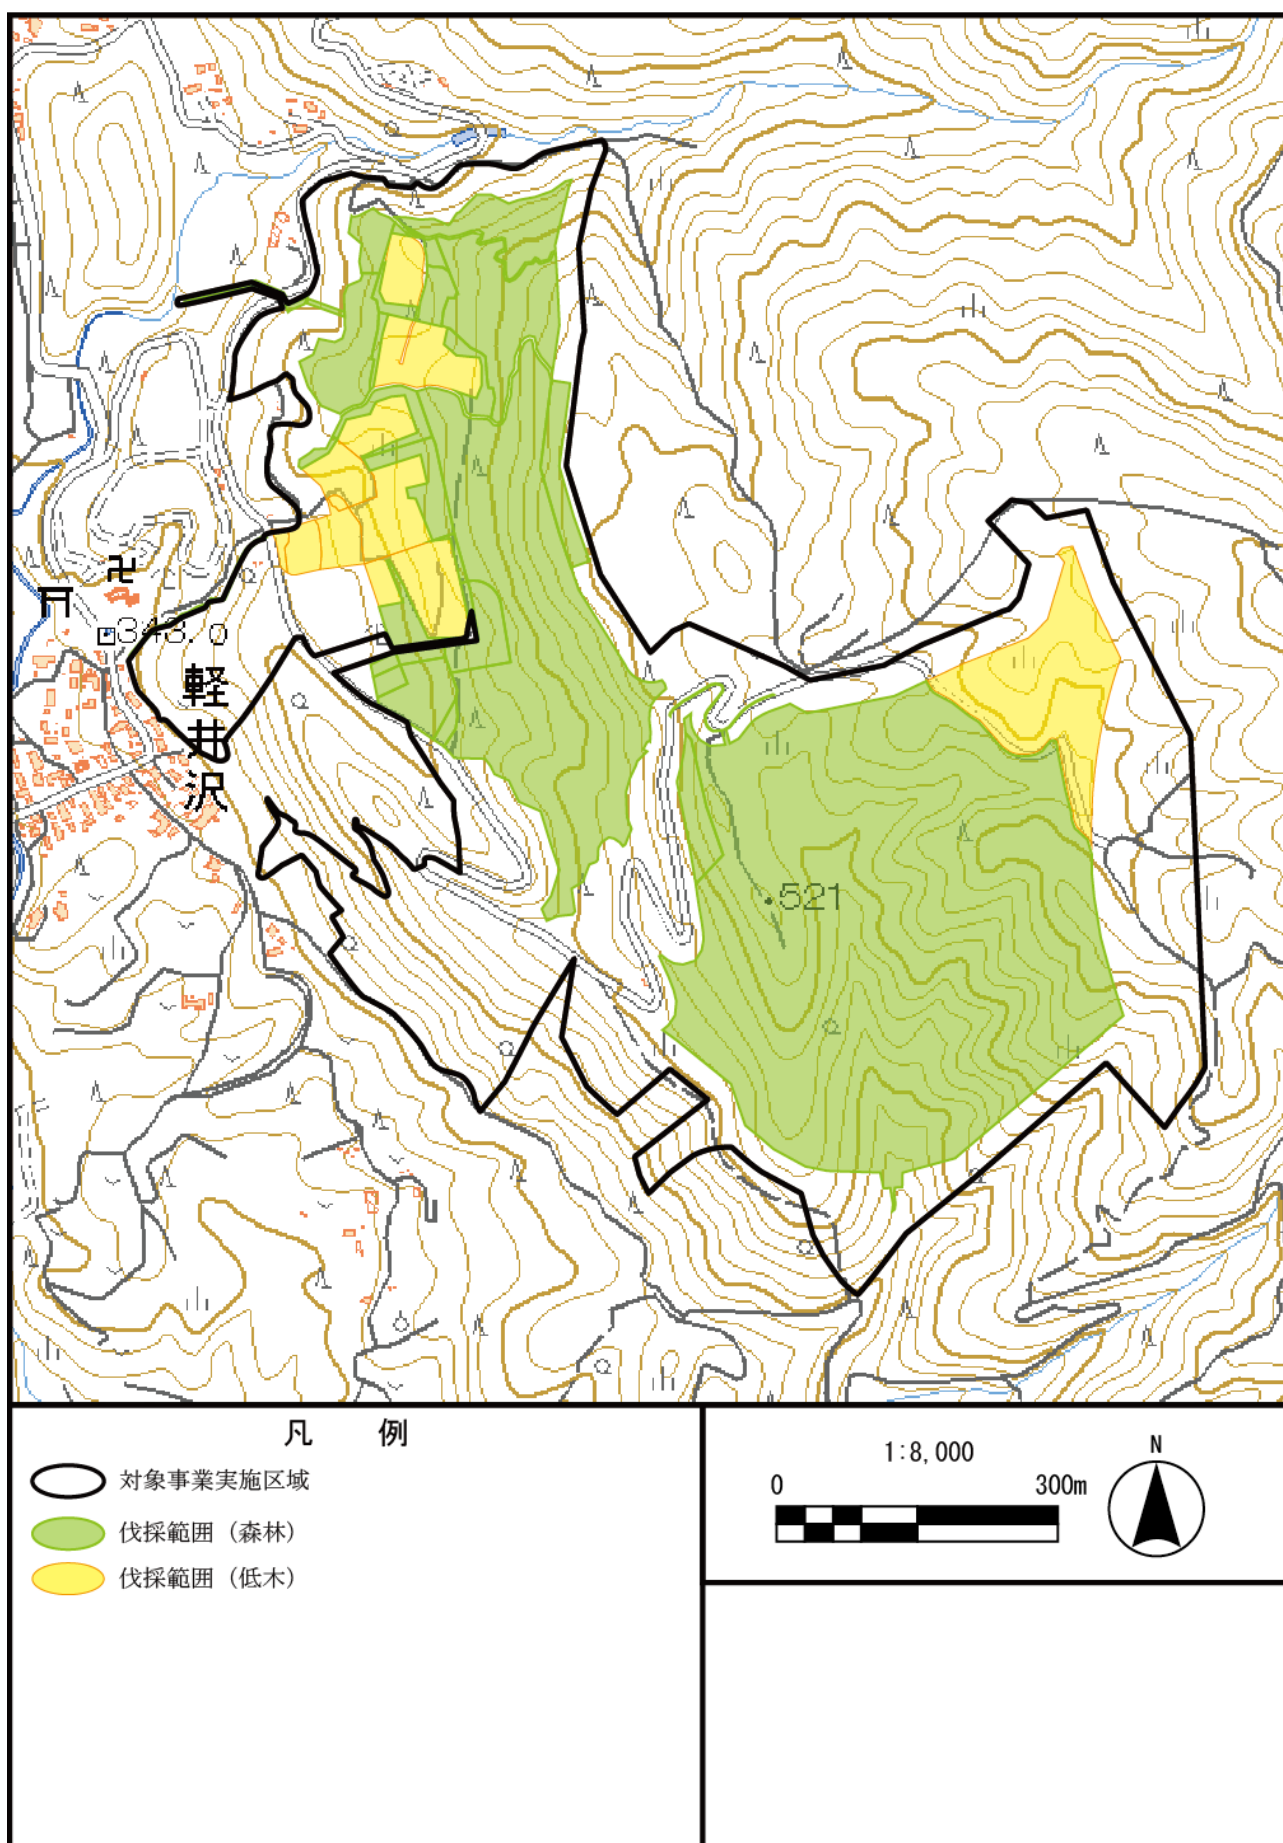 343.0
軽井沢
521
凡 例
対象事業実施区域
伐採範囲（森林）
伐採範囲（低木）
1:8,000
0 300m
N